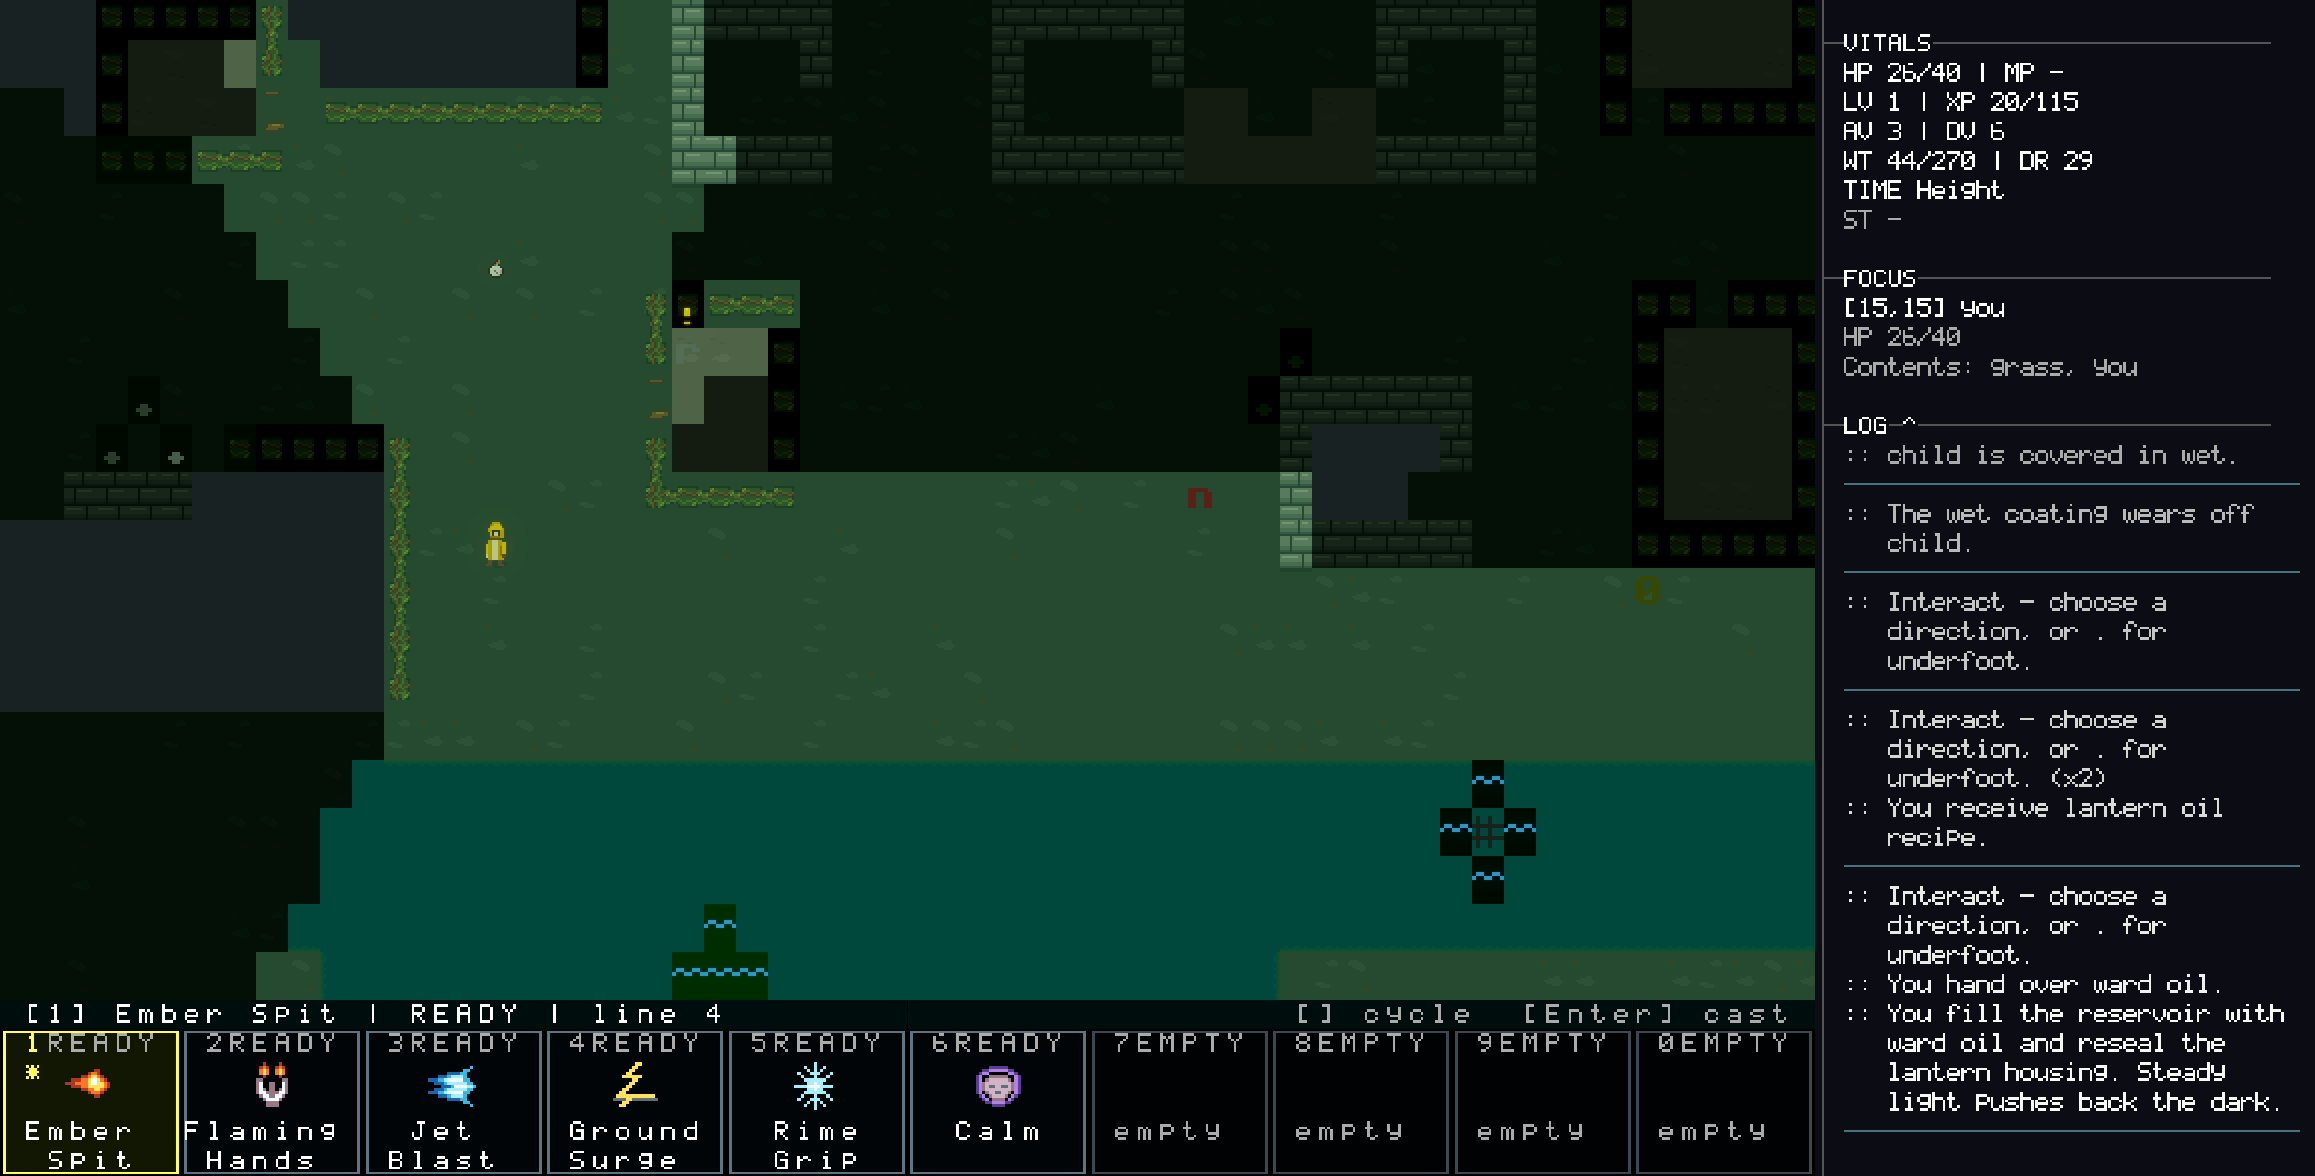 VITALS
HP 26/40 | MP -
LV 1 | XP 20/115
AV 3 | DV 6
WT 44/270 | DR 29
TIME Height
ST -
FOCUS
[15,15] You
HP 26/40
Contents: grass, You
LOG ^
:: child is covered in wet.
:: The wet coating wears off
child.
:: Interact - choose a
direction, or . for
underfoot.
:: Interact - choose a
direction, or . for
underfoot. (x2)
:: You receive lantern oil
recipe.
:: Interact - choose a
direction, or . for
underfoot.
:: You hand over ward oil.
:: You fill the reservoir with
ward oil and reseal the
lantern housing. Steady
light pushes back the dark.
n
0
[1] Ember Spit | READY | line 4
[] cycle [Enter] cast
1READY 2READY 3READY 4READY 5READY 6READY 7EMPTY 8EMPTY 9EMPTY 0EMPTY
*
Ember Spit
Flaming Hands
Jet Blast
Ground Surge
Rime Grip
Calm
empty
empty
empty
empty